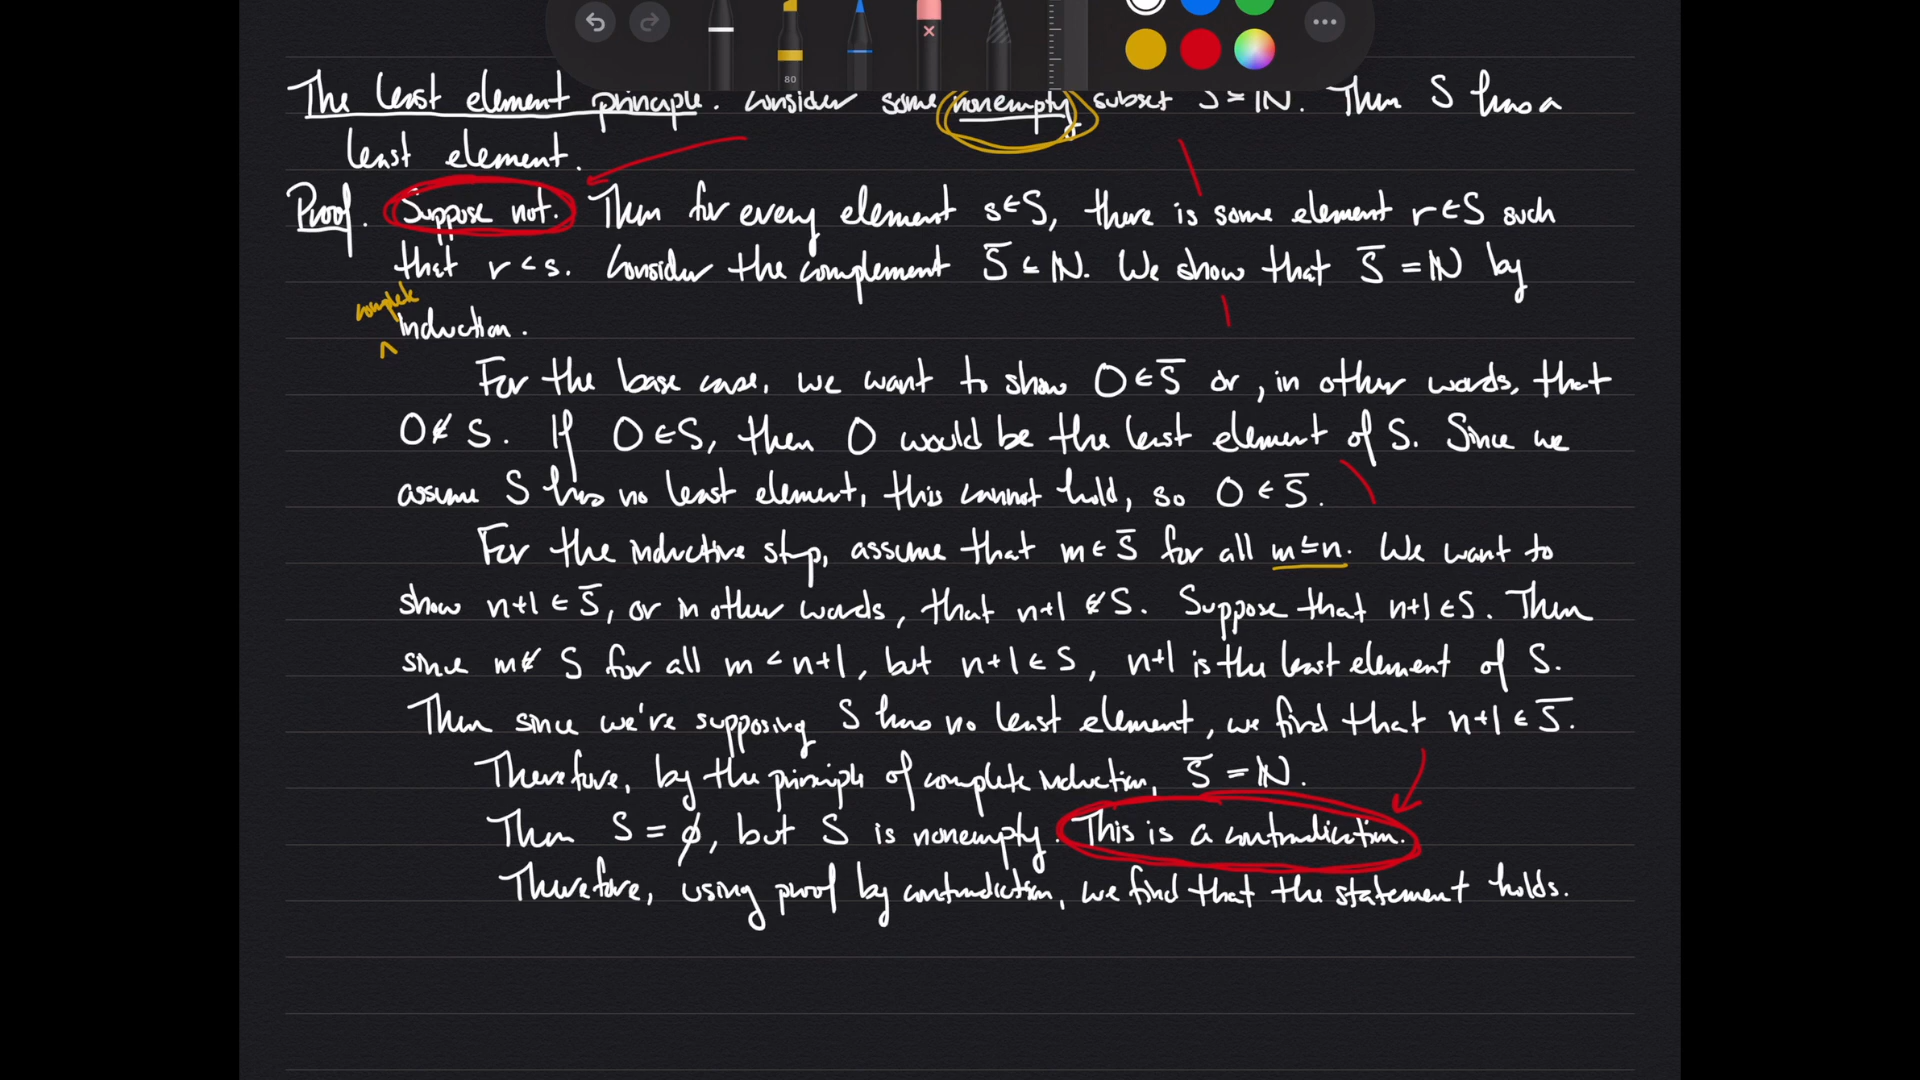 80
The least element principle. Consider some nonempty subset S ⊆ ℕ. Then S has a
least element.
Proof. Suppose not. Then for every element s∈S, there is some element r∈S such
that r < s. Consider the complement S̅ ⊆ ℕ. We show that S̅ = ℕ by
complete
induction.
For the base case, we want to show 0∈S̅ or, in other words, that
0∉S. If 0∈S, then 0 would be the least element of S. Since we
assume S has no least element, this cannot hold, so 0∈S̅.
For the inductive step, assume that m∈S̅ for all m≤n. We want to
show n+1∈S̅, or in other words, that n+1∉S. Suppose that n+1∈S. Then
since m∉S for all m<n+1, but n+1∈S, n+1 is the least element of S.
Then since we're supposing S has no least element, we find that n+1∈S̅.
Therefore, by the principle of complete induction, S̅ = ℕ.
Then S = ∅, but S is nonempty. This is a contradiction.
Therefore, using proof by contradiction, we find that the statement holds.